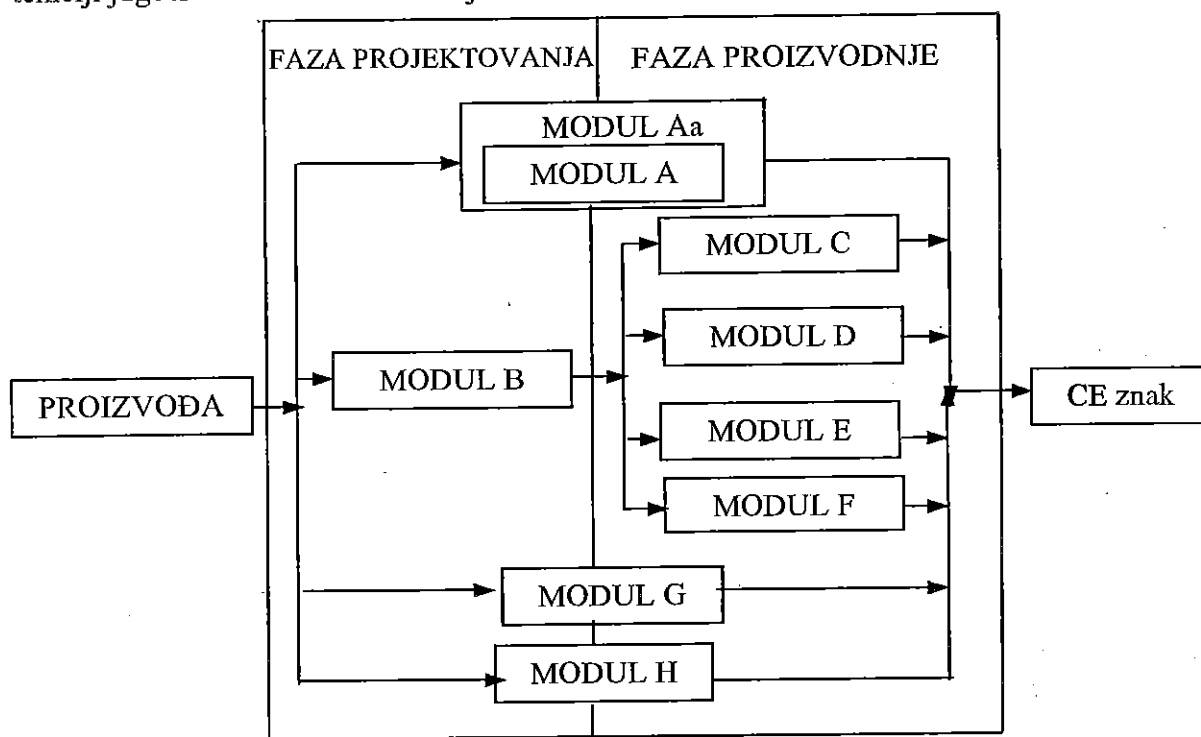 FAZA PROJEKTOVANJA
FAZA PROIZVODNJE
MODUL Aa
MODUL A
MODUL C
MODUL D
MODUL B
PROIZVOĐA
CE znak
MODUL E
MODUL F
MODUL G
MODUL H